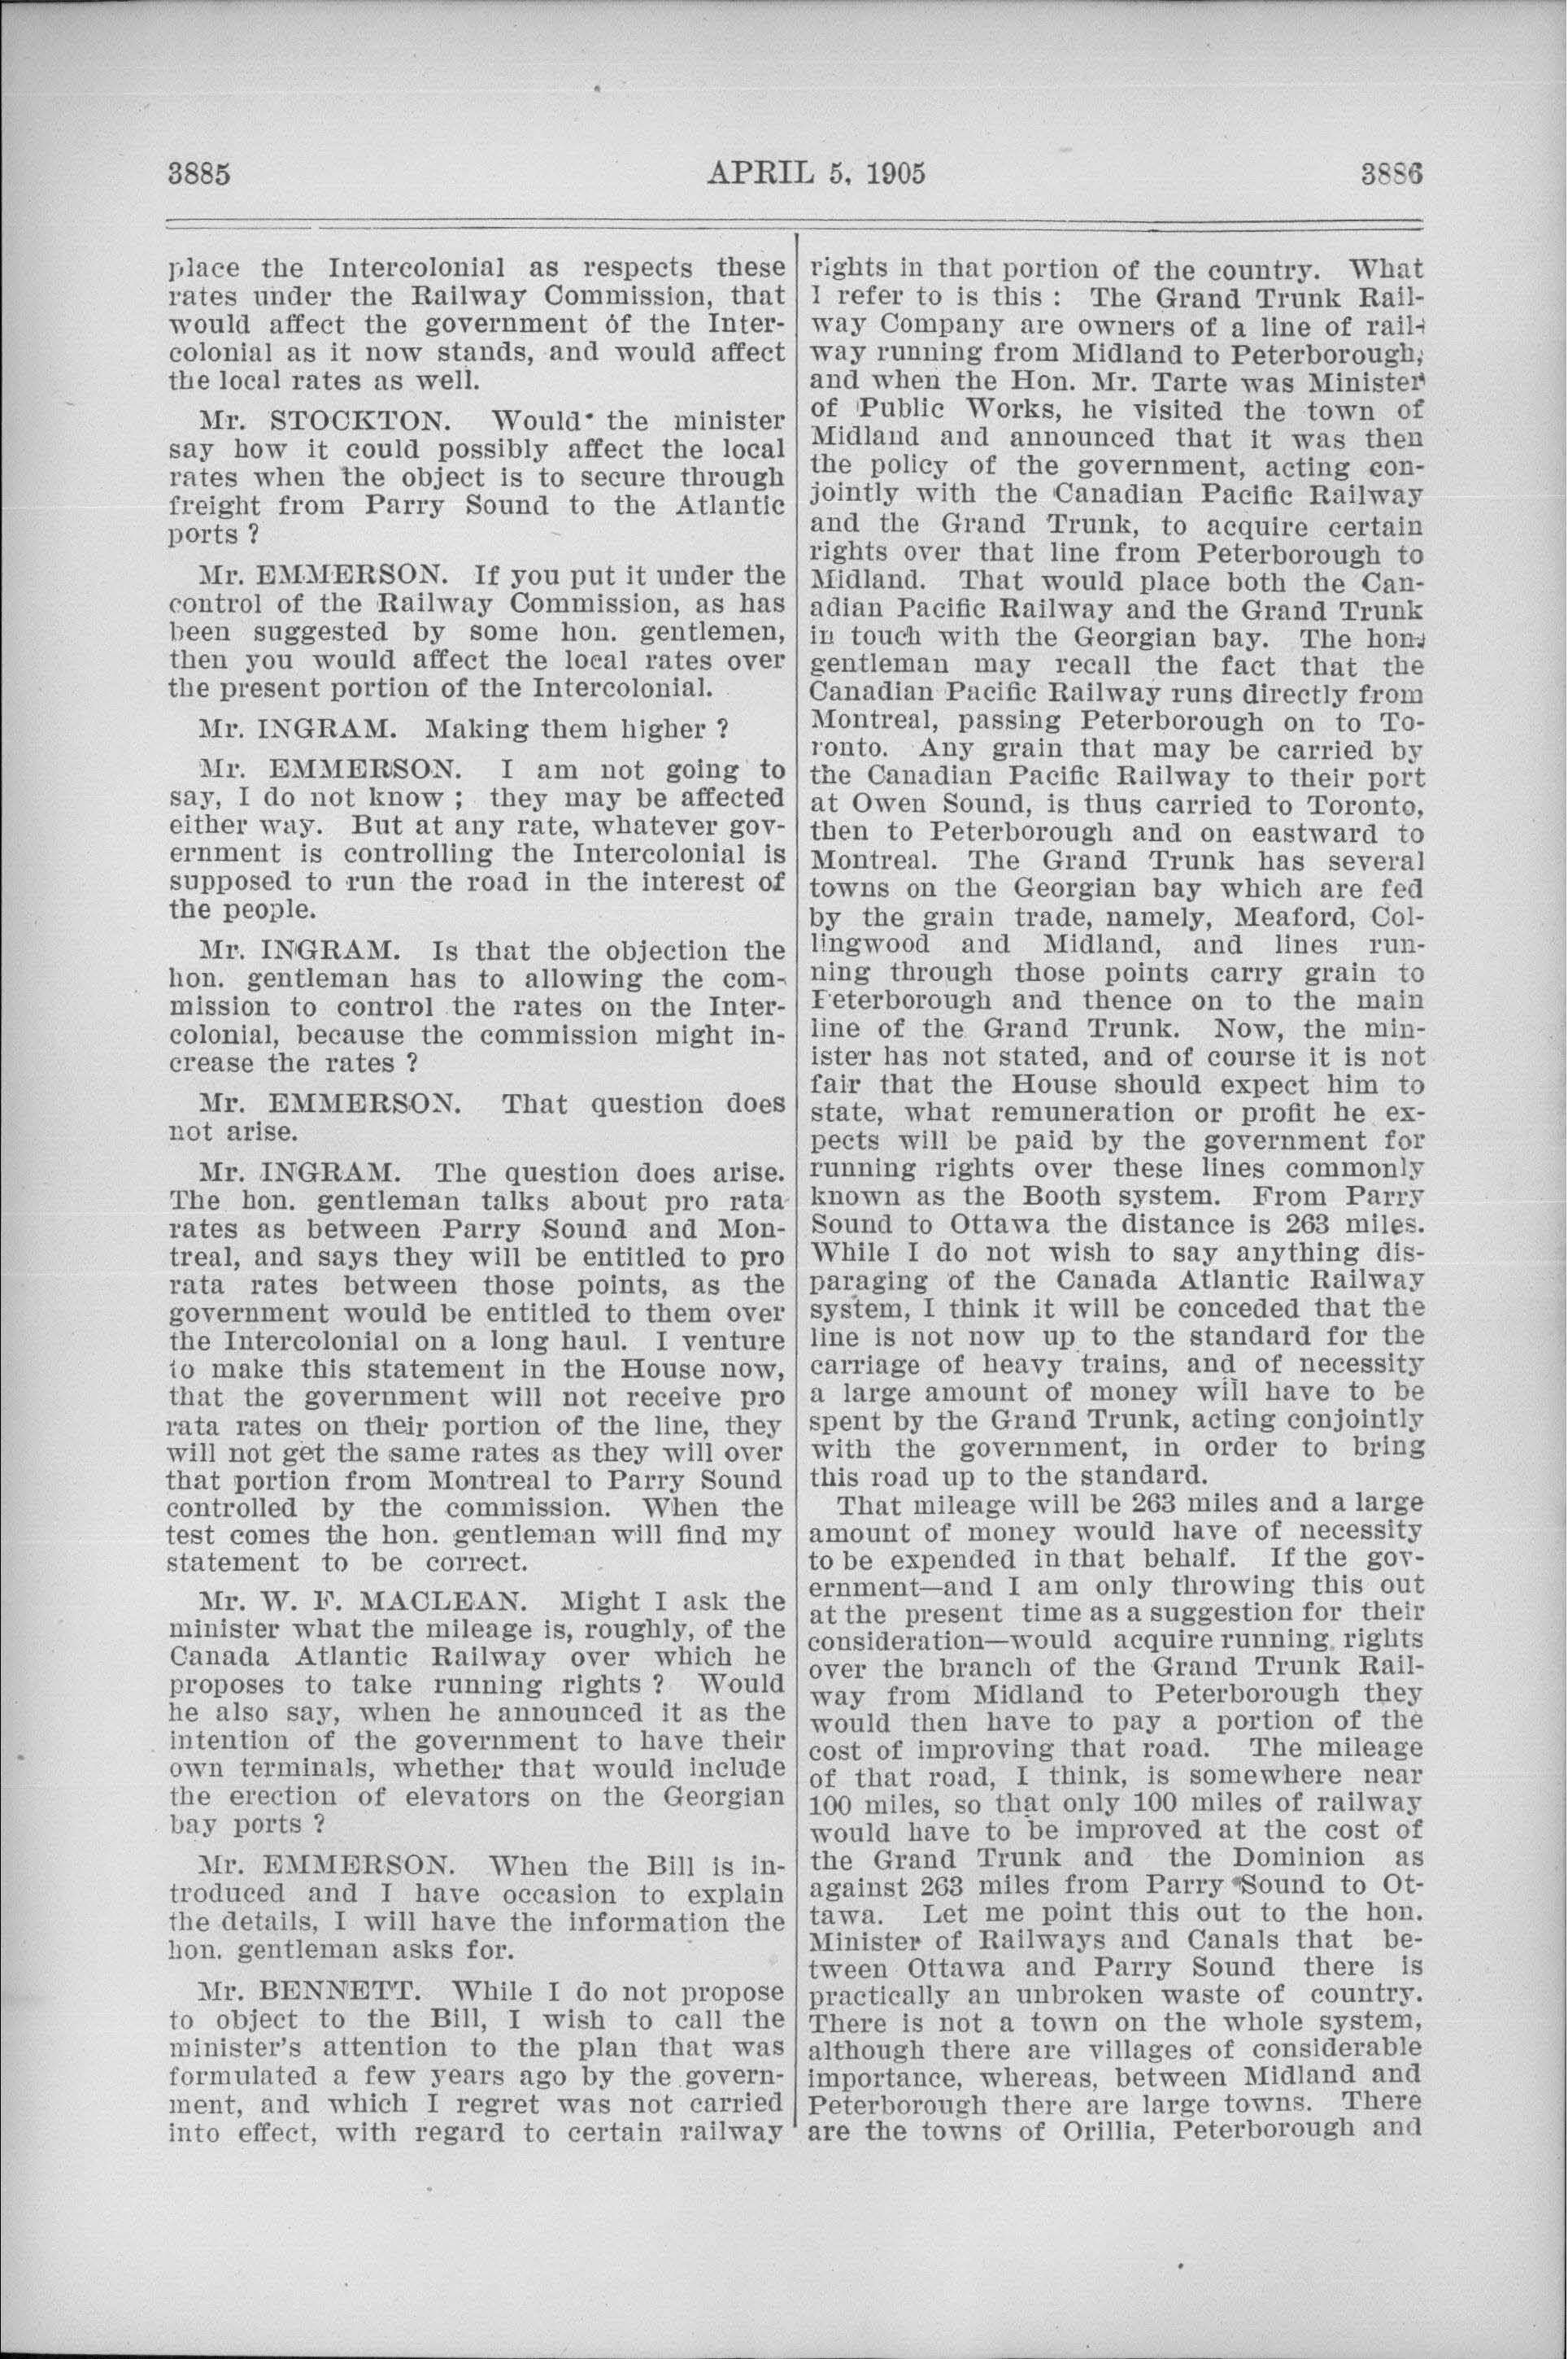 3885
APRIL 5, 1905
3886
place the Intercolonial as respects these
rates under the Railway Commission, that
would affect the government of the Inter-
colonial as it now stands, and would affect
the local rates as well.
Mr. STOCKTON. Would the minister
say how it could possibly affect the local
rates when the object is to secure through
freight from Parry Sound to the Atlantic
ports ?
Mr. EMMERSON. If you put it under the
control of the Railway Commission, as has
been suggested by some hon. gentlemen,
then you would affect the local rates over
the present portion of the Intercolonial.
Mr. INGRAM. Making them higher ?
Mr. EMMERSON. I am not going to
say, I do not know ; they may be affected
either way. But at any rate, whatever gov-
ernment is controlling the Intercolonial is
supposed to run the road in the interest of
the people.
Mr. INGRAM. Is that the objection the
hon. gentleman has to allowing the com-
mission to control the rates on the Inter-
colonial, because the commission might in-
crease the rates ?
Mr. EMMERSON. That question does
not arise.
Mr. INGRAM. The question does arise.
The hon. gentleman talks about pro rata
rates as between Parry Sound and Mon-
treal, and says they will be entitled to pro
rata rates between those points, as the
government would be entitled to them over
the Intercolonial on a long haul. I venture
to make this statement in the House now,
that the government will not receive pro
rata rates on their portion of the line, they
will not get the same rates as they will over
that portion from Montreal to Parry Sound
controlled by the commission. When the
test comes the hon. gentleman will find my
statement to be correct.
Mr. W. F. MACLEAN. Might I ask the
minister what the mileage is, roughly, of the
Canada Atlantic Railway over which he
proposes to take running rights ? Would
he also say, when he announced it as the
intention of the government to have their
own terminals, whether that would include
the erection of elevators on the Georgian
bay ports ?
Mr. EMMERSON. When the Bill is in-
troduced and I have occasion to explain
the details, I will have the information the
hon. gentleman asks for.
Mr. BENNETT. While I do not propose
to object to the Bill, I wish to call the
minister's attention to the plan that was
formulated a few years ago by the govern-
ment, and which I regret was not carried
into effect, with regard to certain railway
rights in that portion of the country. What
I refer to is this : The Grand Trunk Rail-
way Company are owners of a line of rail-
way running from Midland to Peterborough,
and when the Hon. Mr. Tarte was Minister
of Public Works, he visited the town of
Midland and announced that it was then
the policy of the government, acting con-
jointly with the Canadian Pacific Railway
and the Grand Trunk, to acquire certain
rights over that line from Peterborough to
Midland. That would place both the Can-
adian Pacific Railway and the Grand Trunk
in touch with the Georgian bay. The hon.
gentleman may recall the fact that the
Canadian Pacific Railway runs directly from
Montreal, passing Peterborough on to To-
ronto. Any grain that may be carried by
the Canadian Pacific Railway to their port
at Owen Sound, is thus carried to Toronto,
then to Peterborough and on eastward to
Montreal. The Grand Trunk has several
towns on the Georgian bay which are fed
by the grain trade, namely, Meaford, Col-
lingwood and Midland, and lines run-
ning through those points carry grain to
Peterborough and thence on to the main
line of the Grand Trunk. Now, the min-
ister has not stated, and of course it is not
fair that the House should expect him to
state, what remuneration or profit he ex-
pects will be paid by the government for
running rights over these lines commonly
known as the Booth system. From Parry
Sound to Ottawa the distance is 263 miles.
While I do not wish to say anything dis-
paraging of the Canada Atlantic Railway
system, I think it will be conceded that the
line is not now up to the standard for the
carriage of heavy trains, and of necessity
a large amount of money will have to be
spent by the Grand Trunk, acting conjointly
with the government, in order to bring
this road up to the standard.
That mileage will be 263 miles and a large
amount of money would have of necessity
to be expended in that behalf. If the gov-
ernment—and I am only throwing this out
at the present time as a suggestion for their
consideration—would acquire running rights
over the branch of the Grand Trunk Rail-
way from Midland to Peterborough they
would then have to pay a portion of the
cost of improving that road. The mileage
of that road, I think, is somewhere near
100 miles, so that only 100 miles of railway
would have to be improved at the cost of
the Grand Trunk and the Dominion as
against 263 miles from Parry Sound to Ot-
tawa. Let me point this out to the hon.
Minister of Railways and Canals that be-
tween Ottawa and Parry Sound there is
practically an unbroken waste of country.
There is not a town on the whole system,
although there are villages of considerable
importance, whereas, between Midland and
Peterborough there are large towns. There
are the towns of Orillia, Peterborough and